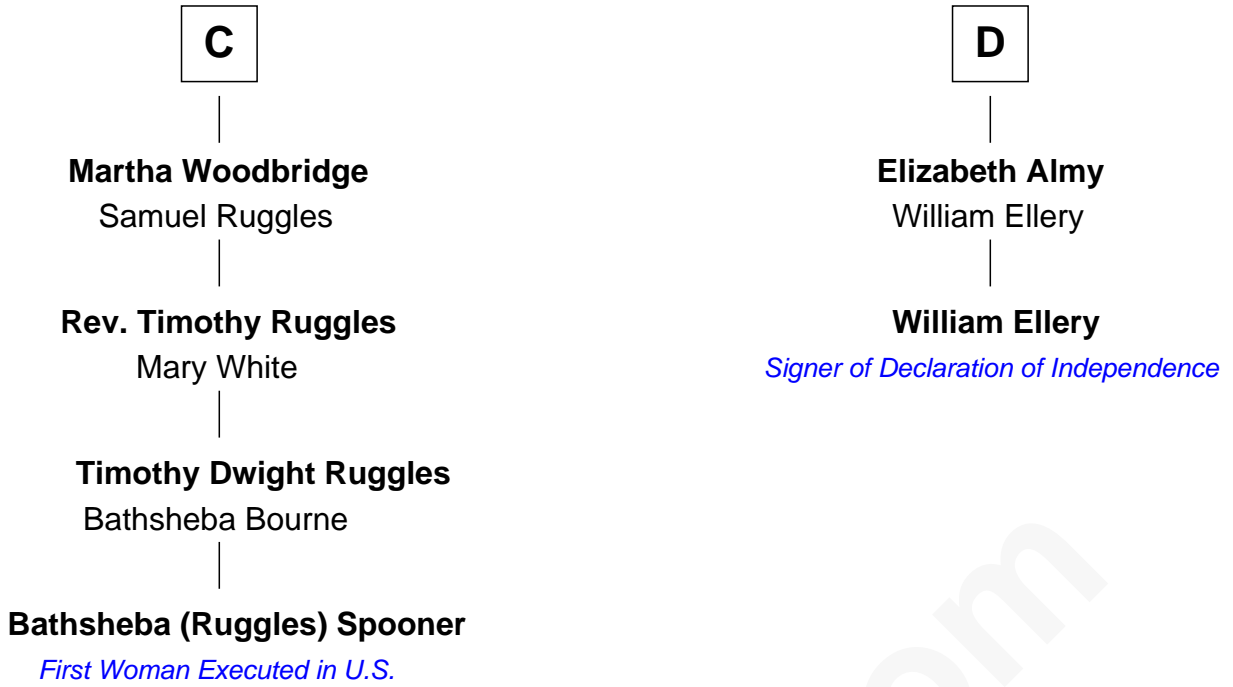 C
Martha Woodbridge
Samuel Ruggles
Rev. Timothy Ruggles
Mary White
Timothy Dwight Ruggles
Bathsheba Bourne
Bathsheba (Ruggles) Spooner
First Woman Executed in U.S.
D
Elizabeth Almy
William Ellery
William Ellery
Signer of Declaration of Independence
om